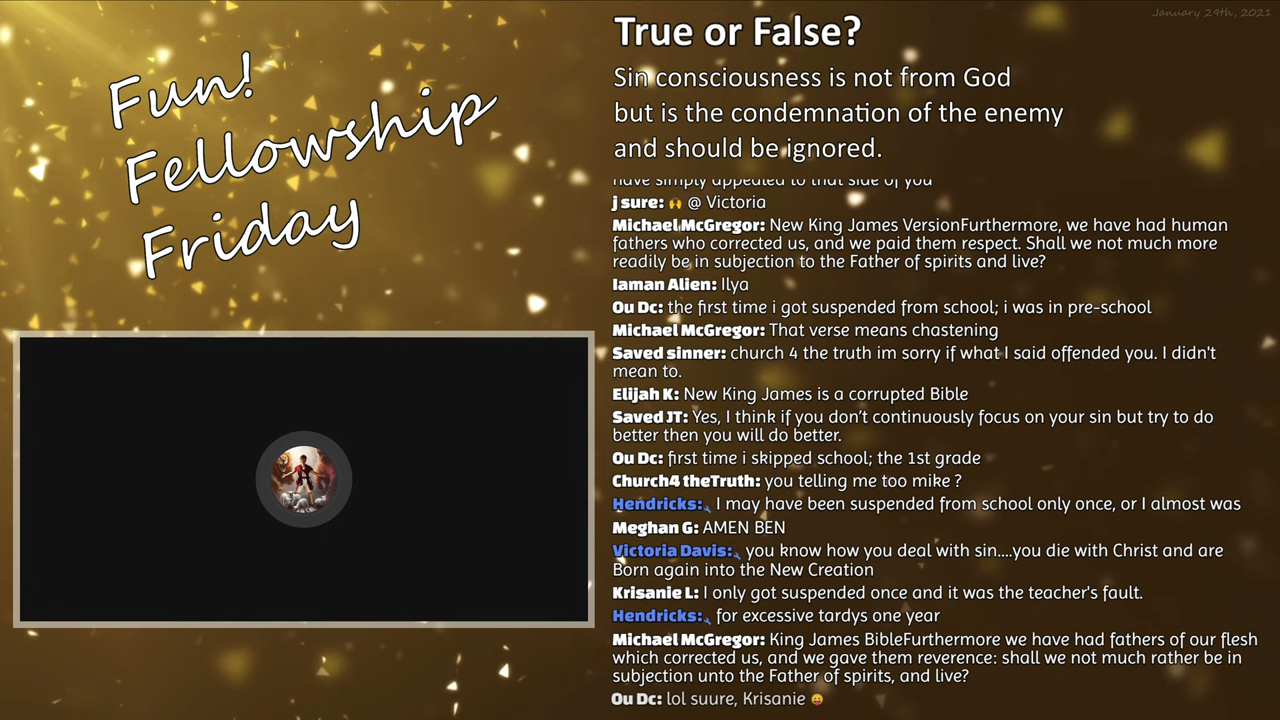 January 29th, 2021
Fun!
Fellowship
Friday
True or False?
Sin consciousness is not from God
but is the condemnation of the enemy
and should be ignored.
have simply appealed to that side of you
j sure: 🙌 @ Victoria
Michael McGregor: New King James VersionFurthermore, we have had human
fathers who corrected us, and we paid them respect. Shall we not much more
readily be in subjection to the Father of spirits and live?
Iaman Alien: Ilya
Ou Dc: the first time i got suspended from school; i was in pre-school
Michael McGregor: That verse means chastening
Saved sinner: church 4 the truth im sorry if what I said offended you. I didn't
mean to.
Elijah K: New King James is a corrupted Bible
Saved JT: Yes, I think if you don’t continuously focus on your sin but try to do
better then you will do better.
Ou Dc: first time i skipped school; the 1st grade
Church4 theTruth: you telling me too mike ?
Hendricks: I may have been suspended from school only once, or I almost was
Meghan G: AMEN BEN
Victoria Davis: you know how you deal with sin....you die with Christ and are
Born again into the New Creation
Krisanie L: I only got suspended once and it was the teacher's fault.
Hendricks: for excessive tardys one year
Michael McGregor: King James BibleFurthermore we have had fathers of our flesh
which corrected us, and we gave them reverence: shall we not much rather be in
subjection unto the Father of spirits, and live?
Ou Dc: lol suure, Krisanie 😛